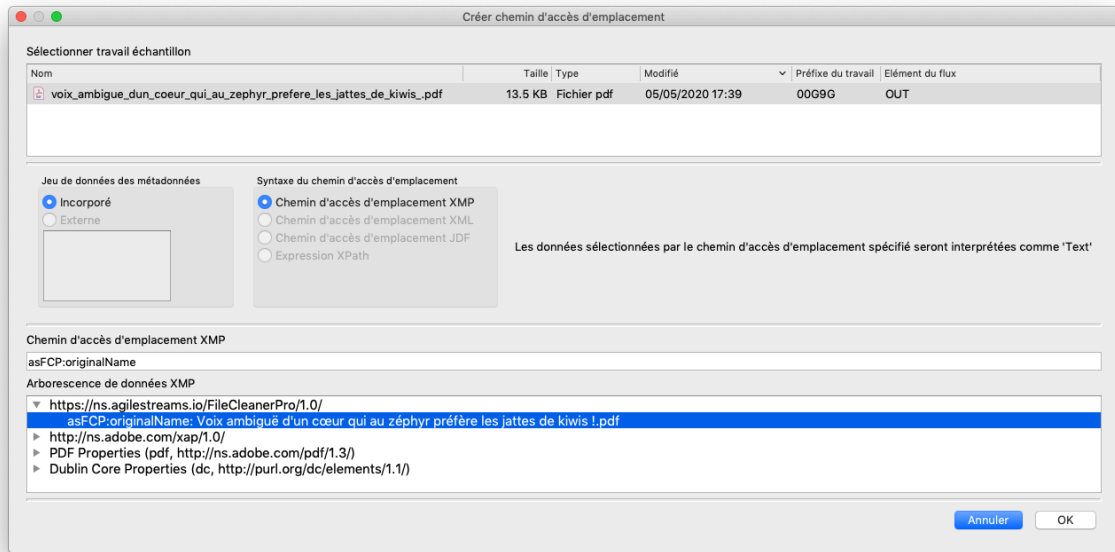 Créer chemin d'accès d'emplacement
Sélectionner travail échantillon
Nom Taille Type Modifié Préfixe du travail Elément du flux
voix_ambigue_dun_coeur_qui_au_zephyr_prefere_les_jattes_de_kiwis_.pdf 13.5 KB Fichier pdf 05/05/2020 17:39 00G9G OUT
Jeu de données des métadonnées Syntaxe du chemin d'accès d'emplacement
Incorporé Chemin d'accès d'emplacement XMP
Externe Chemin d'accès d'emplacement XML
Chemin d'accès d'emplacement JDF
Expression XPath
Les données sélectionnées par le chemin d'accès d'emplacement spécifié seront interprétées comme 'Text'
Chemin d'accès d'emplacement XMP
asFCP:originalName
Arborescence de données XMP
https://ns.agilestreams.io/FileCleanerPro/1.0/
asFCP:originalName: Voix ambiguë d'un cœur qui au zéphyr préfère les jattes de kiwis !.pdf
http://ns.adobe.com/xap/1.0/
PDF Properties (pdf, http://ns.adobe.com/pdf/1.3/)
Dublin Core Properties (dc, http://purl.org/dc/elements/1.1/)
Annuler OK